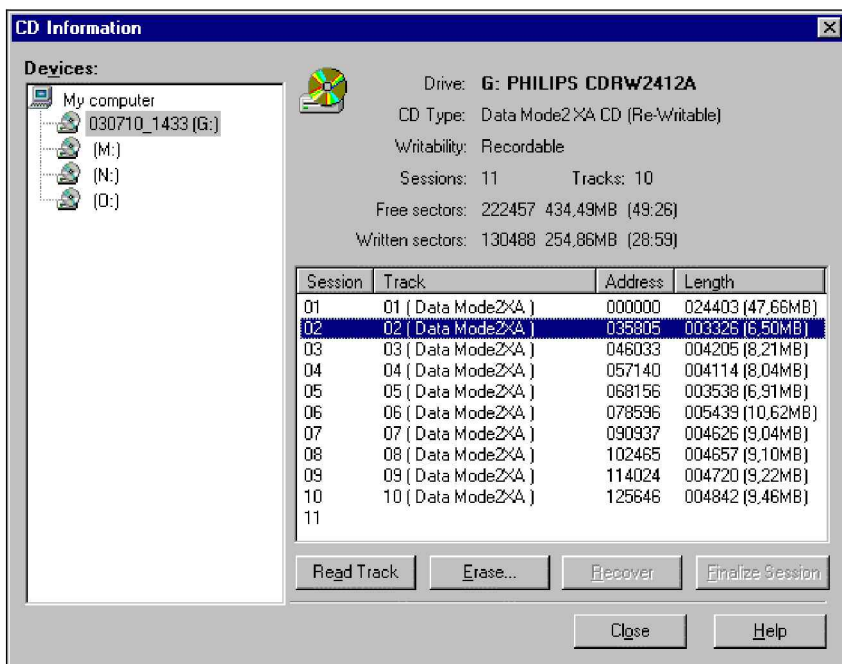 CD Information
Devices:
My computer
030710_1433 (G:)
(M:)
(N:)
(O:)
Drive: G: PHILIPS CDRW2412A
CD Type: Data Mode2 XA CD (Re-Writable)
Writability: Recordable
Sessions: 11 Tracks: 10
Free sectors: 222457 434,49MB (49:26)
Written sectors: 130488 254,86MB (28:59)
Session Track Address Length
01 01 ( Data Mode2XA ) 000000 024403 (47,66MB)
02 02 ( Data Mode2XA ) 035805 003326 (6,50MB)
03 03 ( Data Mode2XA ) 046033 004205 (8,21MB)
04 04 ( Data Mode2XA ) 057140 004114 (8,04MB)
05 05 ( Data Mode2XA ) 068156 003538 (6,91MB)
06 06 ( Data Mode2XA ) 078596 005439 (10,62MB)
07 07 ( Data Mode2XA ) 090937 004626 (9,04MB)
08 08 ( Data Mode2XA ) 102465 004657 (9,10MB)
09 09 ( Data Mode2XA ) 114024 004720 (9,22MB)
10 10 ( Data Mode2XA ) 125646 004842 (9,46MB)
11
Read Track Erase... Recover Finalize Session
Close Help